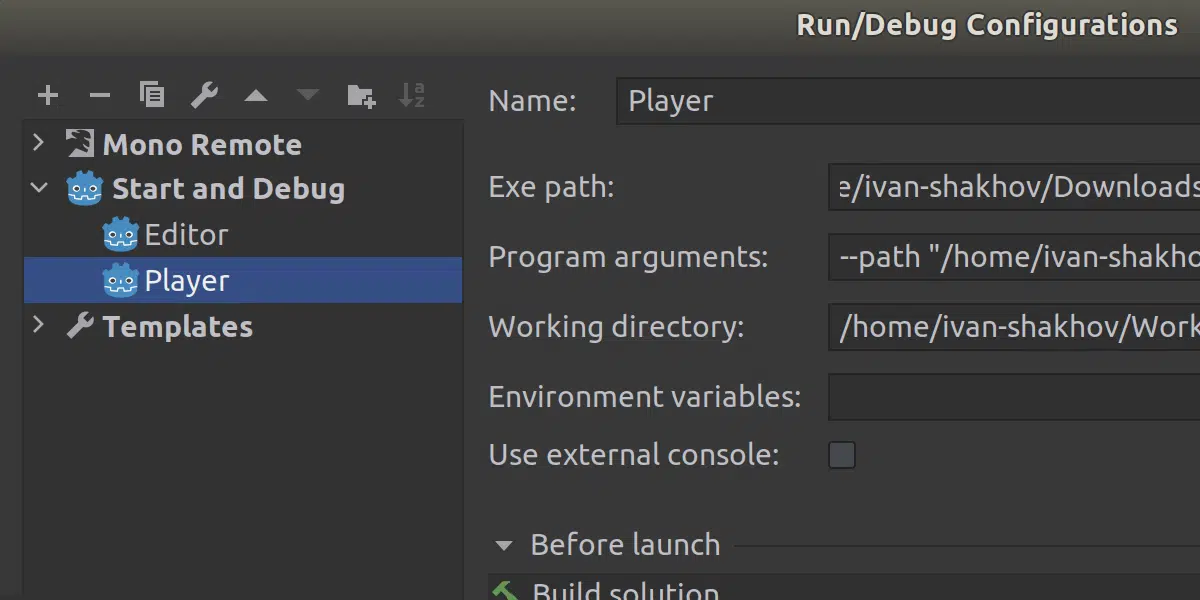 Run/Debug Configurations
Name: Player
Mono Remote
Start and Debug
Editor
Player
Templates
Exe path: e/ivan-shakhov/Downloads
Program arguments: --path "/home/ivan-shakho
Working directory: /home/ivan-shakhov/Work
Environment variables:
Use external console:
Before launch
Build solution